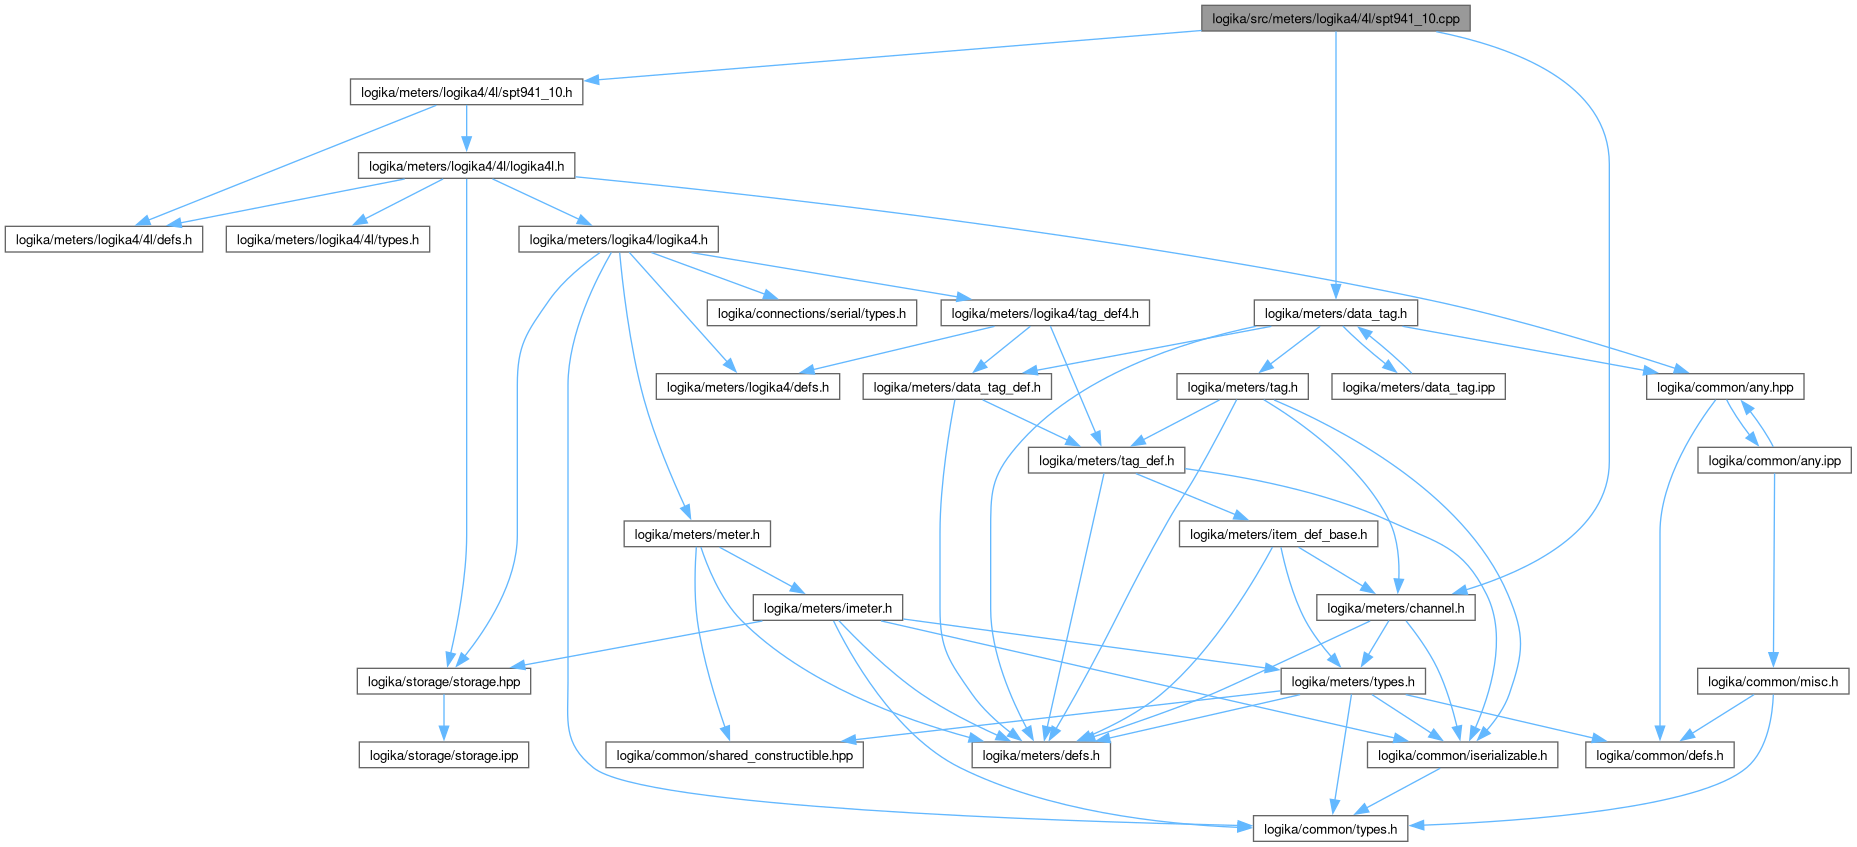 logika/src/meters/logika4/4l/spt941_10.cpp
logika/meters/logika4/4l/spt941_10.h
logika/meters/logika4/4l/logika4l.h
logika/meters/logika4/4l/defs.h
logika/meters/logika4/4l/types.h
logika/meters/logika4/logika4.h
logika/connections/serial/types.h
logika/meters/logika4/tag_def4.h
logika/meters/data_tag.h
logika/meters/logika4/defs.h
logika/meters/data_tag_def.h
logika/meters/tag.h
logika/meters/data_tag.ipp
logika/common/any.hpp
logika/meters/tag_def.h
logika/common/any.ipp
logika/meters/meter.h
logika/meters/item_def_base.h
logika/meters/imeter.h
logika/meters/channel.h
logika/storage/storage.hpp
logika/meters/types.h
logika/common/misc.h
logika/storage/storage.ipp
logika/common/shared_constructible.hpp
logika/meters/defs.h
logika/common/iserializable.h
logika/common/defs.h
logika/common/types.h